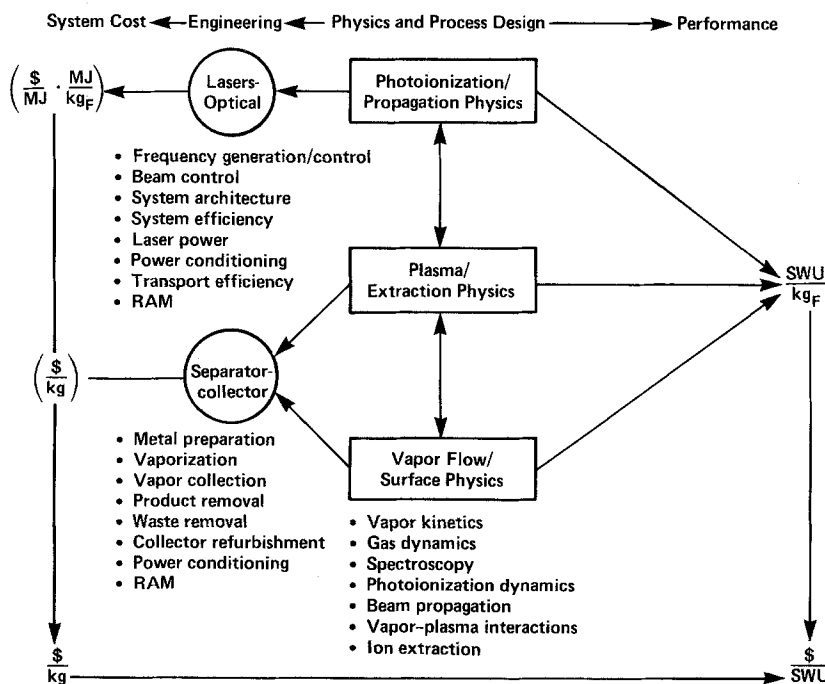 System Cost Engineering Physics and Process Design Performance
($/MJ · MJ/kgF)
Lasers-
Optical
Photoionization/
Propagation Physics
• Frequency generation/control
• Beam control
• System architecture
• System efficiency
• Laser power
• Power conditioning
• Transport efficiency
• RAM
Plasma/
Extraction Physics
SWU/kgF
($/kg)
Separator-
collector
• Metal preparation
• Vaporization
• Vapor collection
• Product removal
• Waste removal
• Collector refurbishment
• Power conditioning
• RAM
Vapor Flow/
Surface Physics
• Vapor kinetics
• Gas dynamics
• Spectroscopy
• Photoionization dynamics
• Beam propagation
• Vapor-plasma interactions
• Ion extraction
$/kg
$/SWU